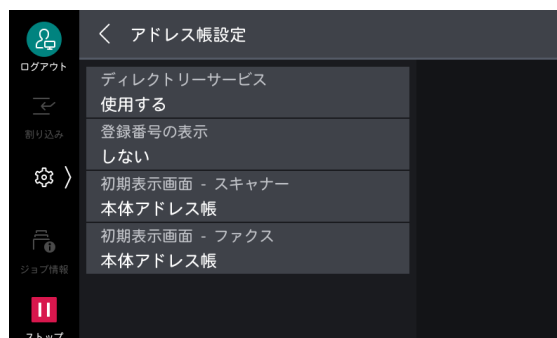 アドレス帳設定
ログアウト
ディレクトリーサービス
使用する
割り込み
登録番号の表示
しない
初期表示画面 - スキャナー
本体アドレス帳
初期表示画面 - ファクス
本体アドレス帳
ジョブ情報
ストップ